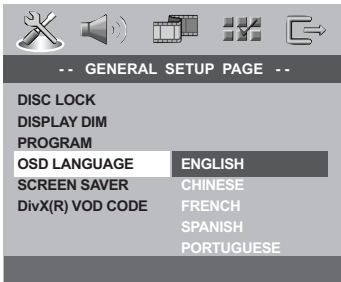 -- GENERAL SETUP PAGE --
DISC LOCK
DISPLAY DIM
PROGRAM
OSD LANGUAGE ENGLISH
SCREEN SAVER CHINESE
DivX(R) VOD CODE FRENCH
SPANISH
PORTUGUESE